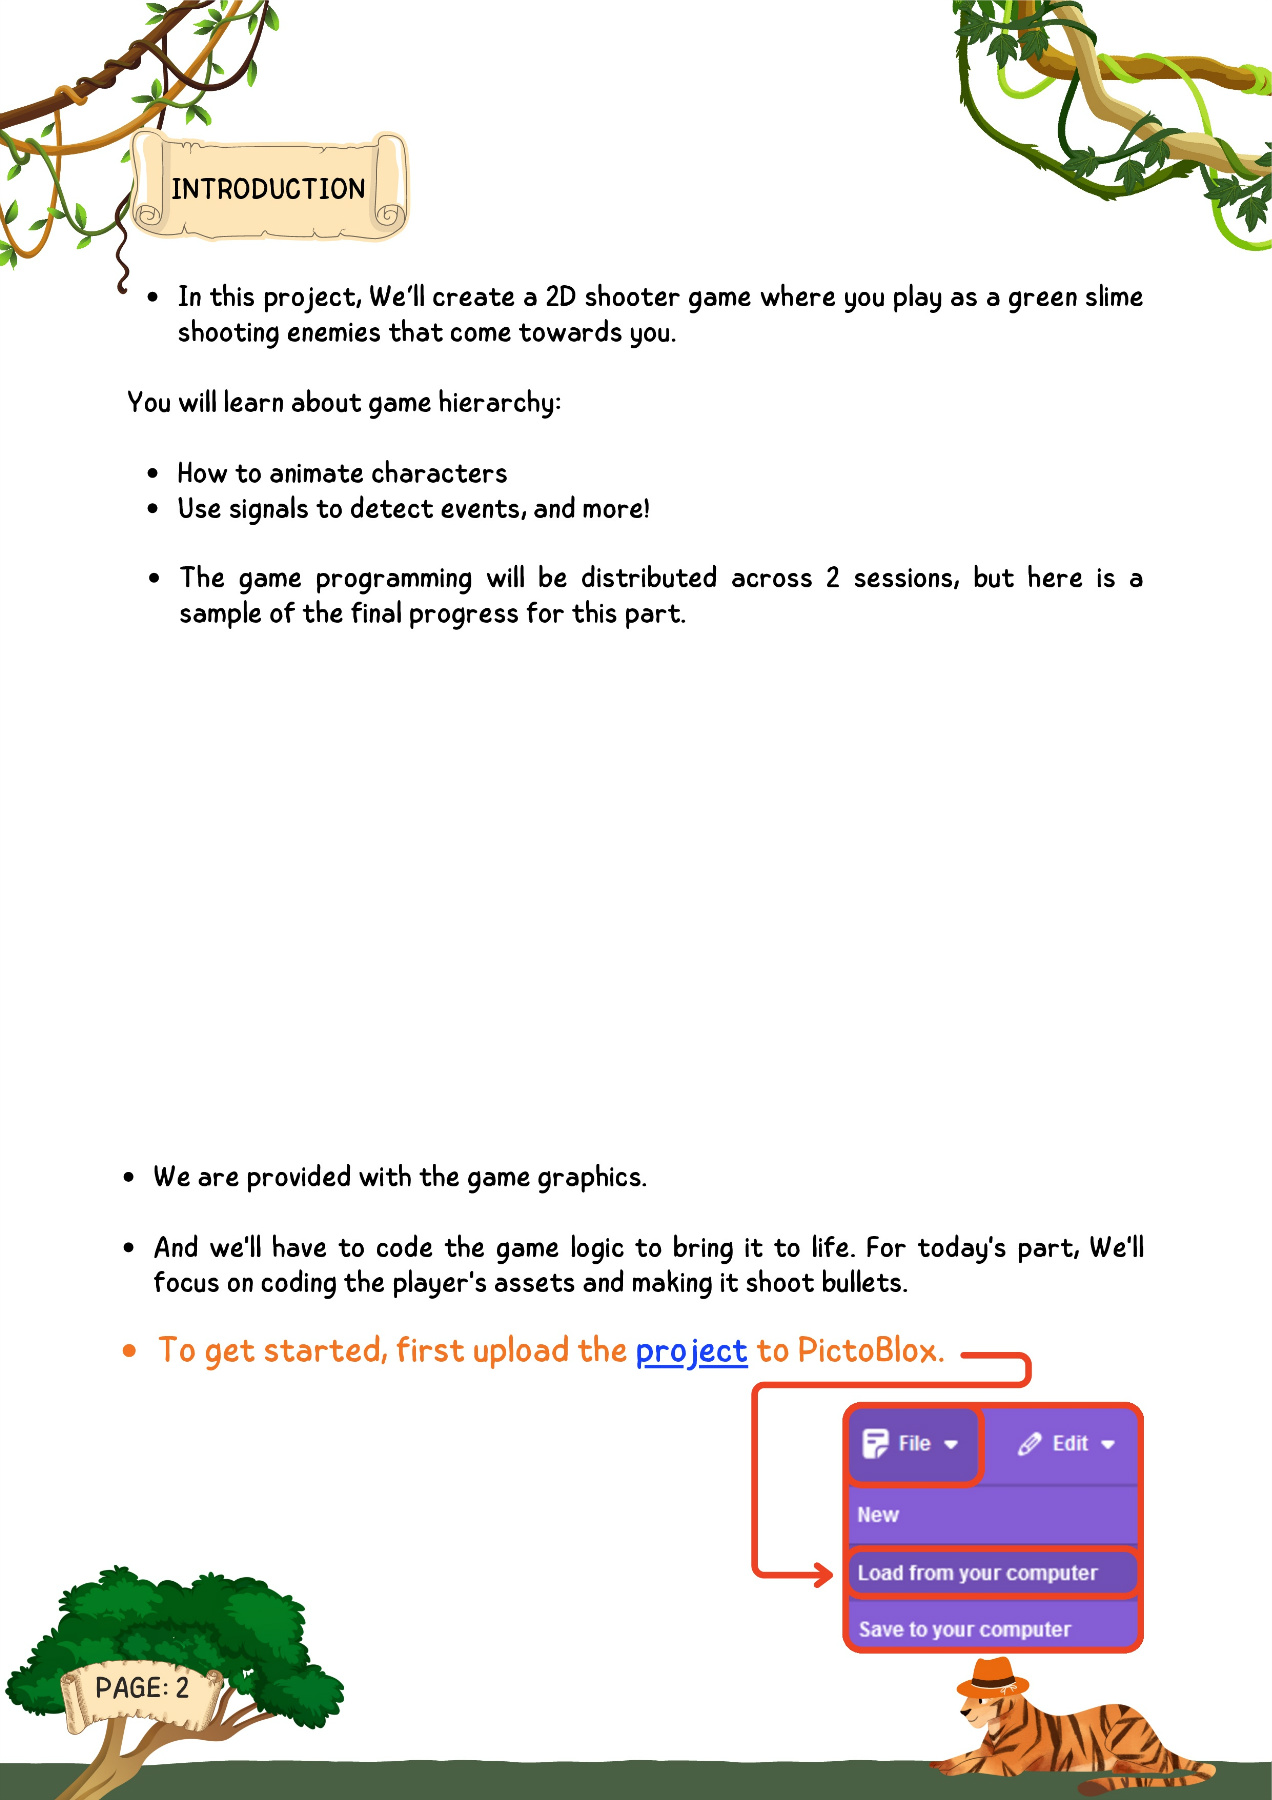 INTRODUCTION
• In this project, We'll create a 2D shooter game where you play as a green slime
shooting enemies that come towards you.
You will learn about game hierarchy:
• How to animate characters
• Use signals to detect events, and more!
• The game programming will be distributed across 2 sessions, but here is a
sample of the final progress for this part.
• We are provided with the game graphics.
• And we'll have to code the game logic to bring it to life. For today's part, We'll
focus on coding the player's assets and making it shoot bullets.
• To get started, first upload the project to PictoBlox.
File Edit
New
Load from your computer
Save to your computer
PAGE: 2